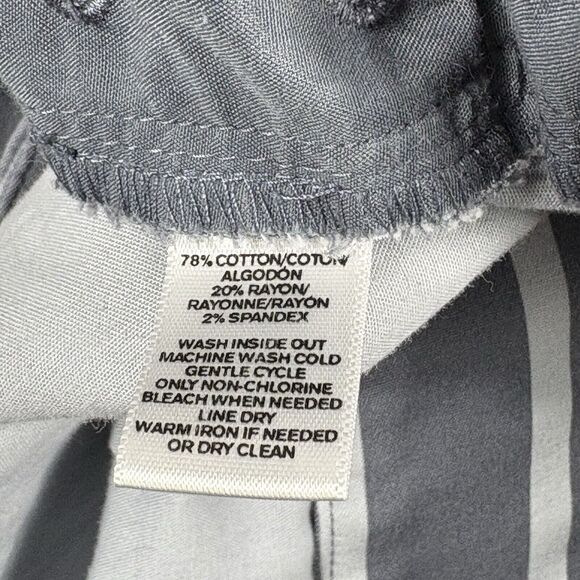 78% COTTON/COTON/
ALGODÓN
20% RAYON/
RAYONNE/RAYÓN
2% SPANDEX
WASH INSIDE OUT
MACHINE WASH COLD
GENTLE CYCLE
ONLY NON-CHLORINE
BLEACH WHEN NEEDED
LINE DRY
WARM IRON IF NEEDED
OR DRY CLEAN